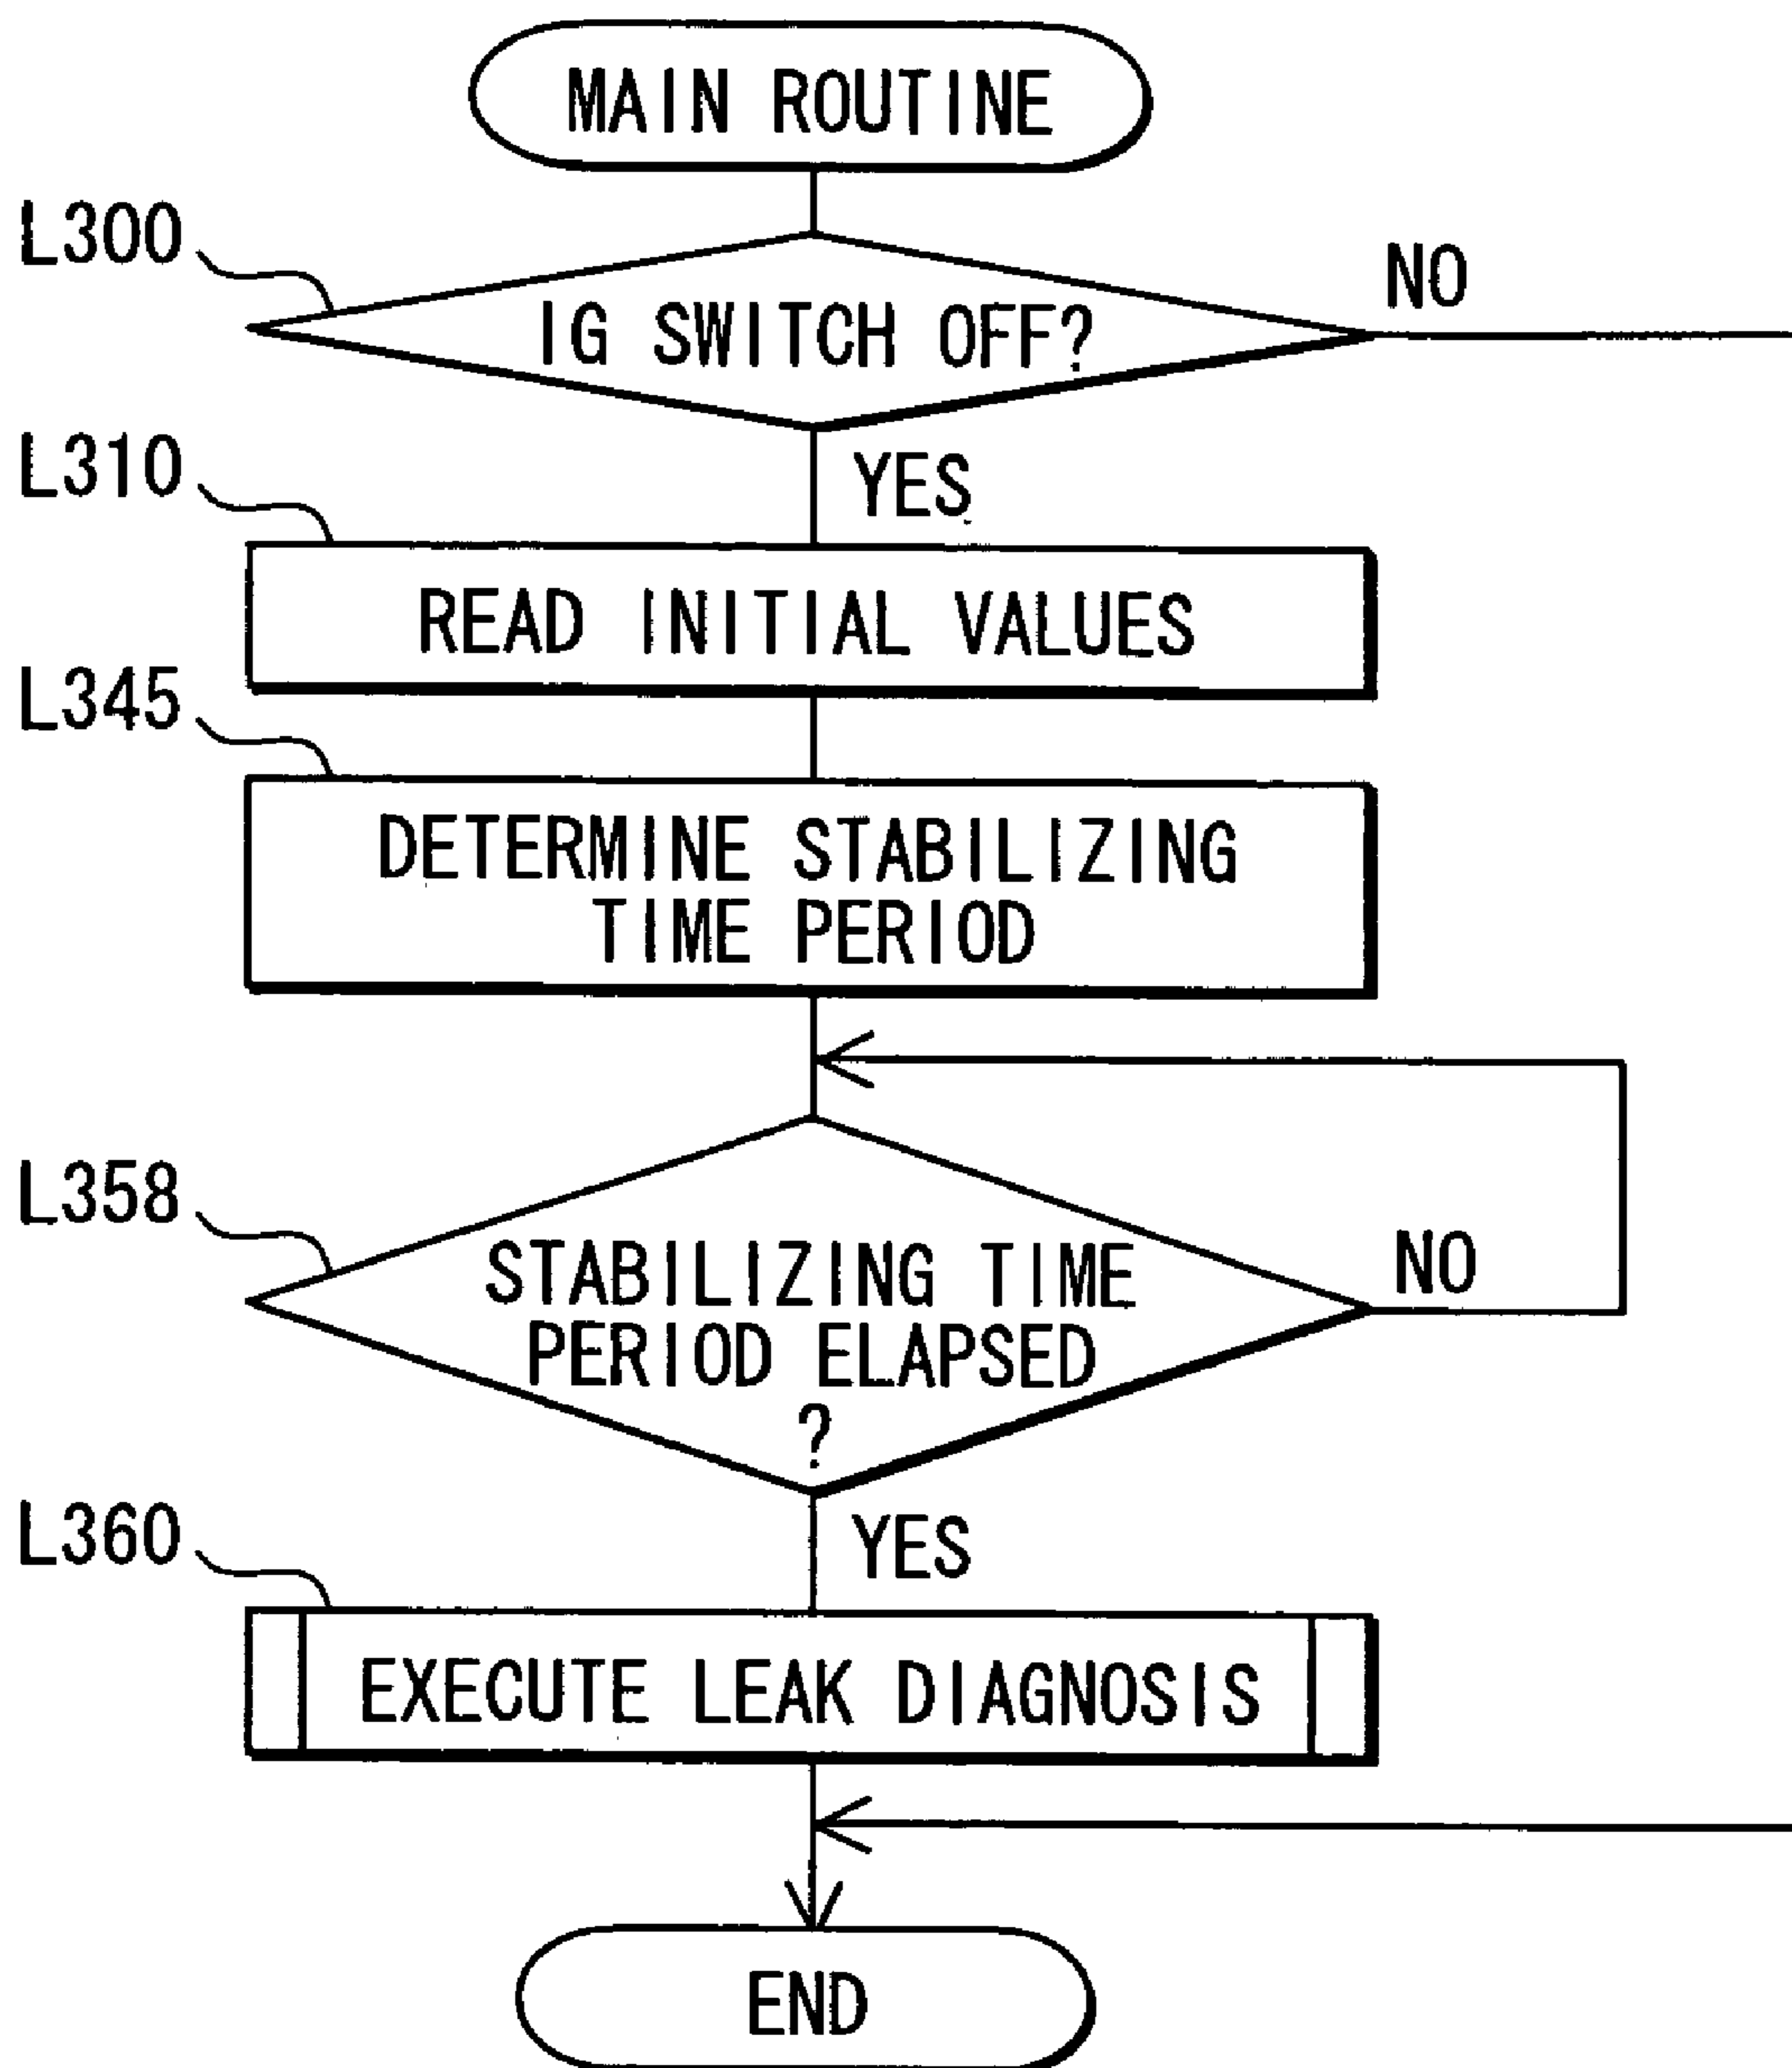 MAIN ROUTINE
L300
IG SWITCH OFF?
NO
L310
YES
READ INITIAL VALUES
L345
DETERMINE STABILIZING
TIME PERIOD
L358
STABILIZING TIME
PERIOD ELAPSED
?
NO
L360
YES
EXECUTE LEAK DIAGNOSIS
END